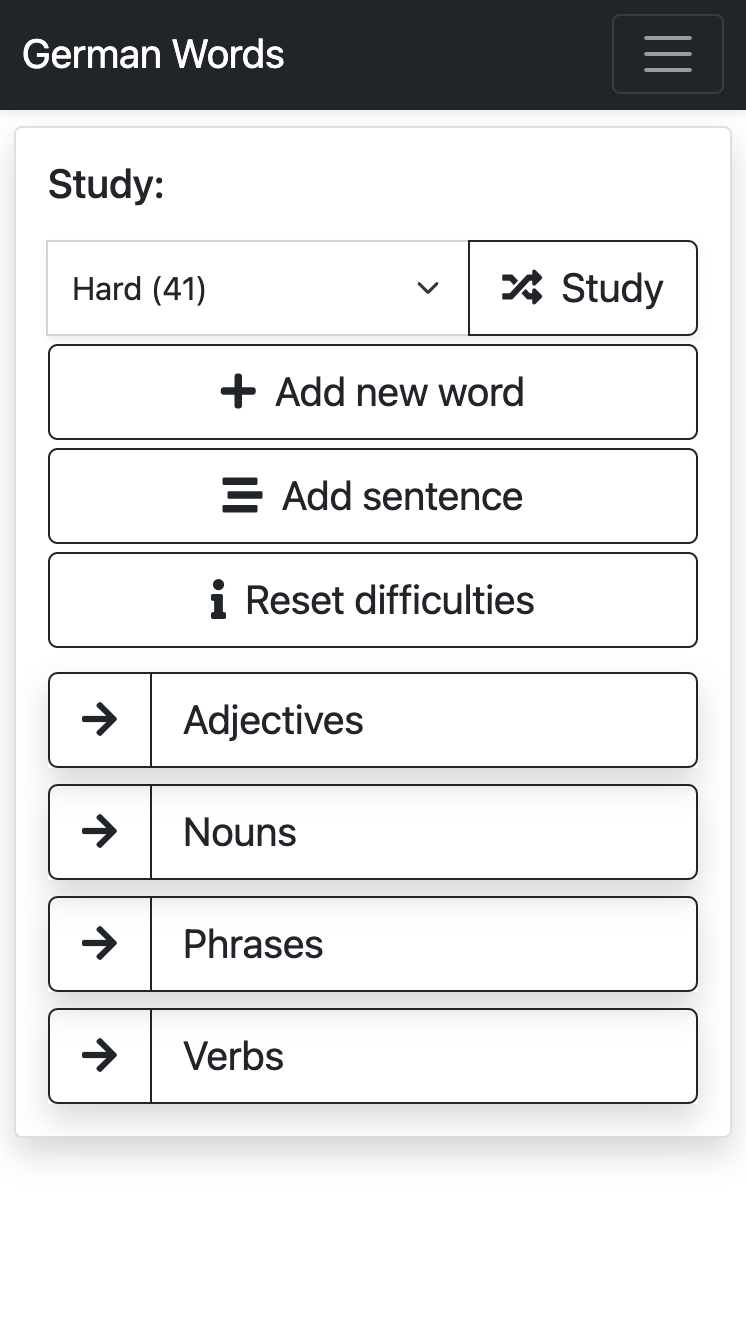 German Words
Study:
Hard (41)
Study
Add new word
Add sentence
Reset difficulties
Adjectives
Nouns
Phrases
Verbs